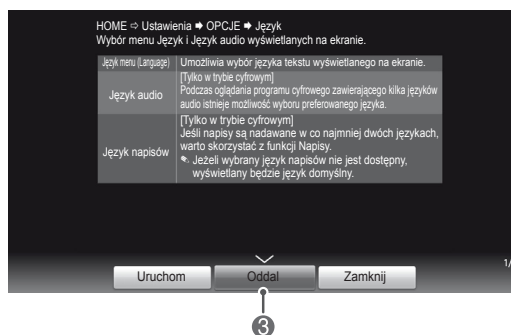 HOME ⇨ Ustawienia ➡ OPCJE ➡ Język
Wybór menu Język i Język audio wyświetlanych na ekranie.
Język menu (Language)
Umożliwia wybór języka tekstu wyświetlanego na ekranie.
Język audio
[Tylko w trybie cyfrowym]
Podczas oglądania programu cyfrowego zawierającego kilka języków
audio istnieje możliwość wyboru preferowanego języka.
Język napisów
[Tylko w trybie cyfrowym]
Jeśli napisy są nadawane w co najmniej dwóch językach,
warto skorzystać z funkcji Napisy.
✎ Jeżeli wybrany język napisów nie jest dostępny,
wyświetlany będzie język domyślny.
1/
Uruchom
Oddal
Zamknij
3